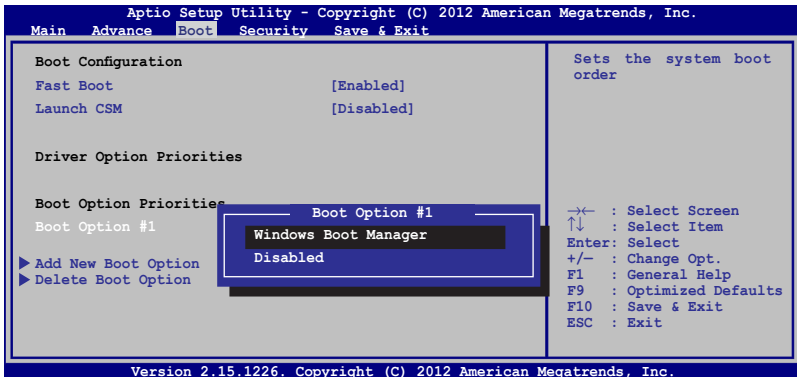 Aptio Setup Utility - Copyright (C) 2012 American Megatrends, Inc.
Main Advance Boot Security Save & Exit
Boot Configuration
Fast Boot [Enabled]
Launch CSM [Disabled]
Driver Option Priorities
Boot Option Priorities
Boot Option #1
Add New Boot Option
Delete Boot Option
Boot Option #1
Windows Boot Manager
Disabled
Sets the system boot
order
→← : Select Screen
↑↓ : Select Item
Enter: Select
+/— : Change Opt.
F1 : General Help
F9 : Optimized Defaults
F10 : Save & Exit
ESC : Exit
Version 2.15.1226. Copyright (C) 2012 American Megatrends, Inc.